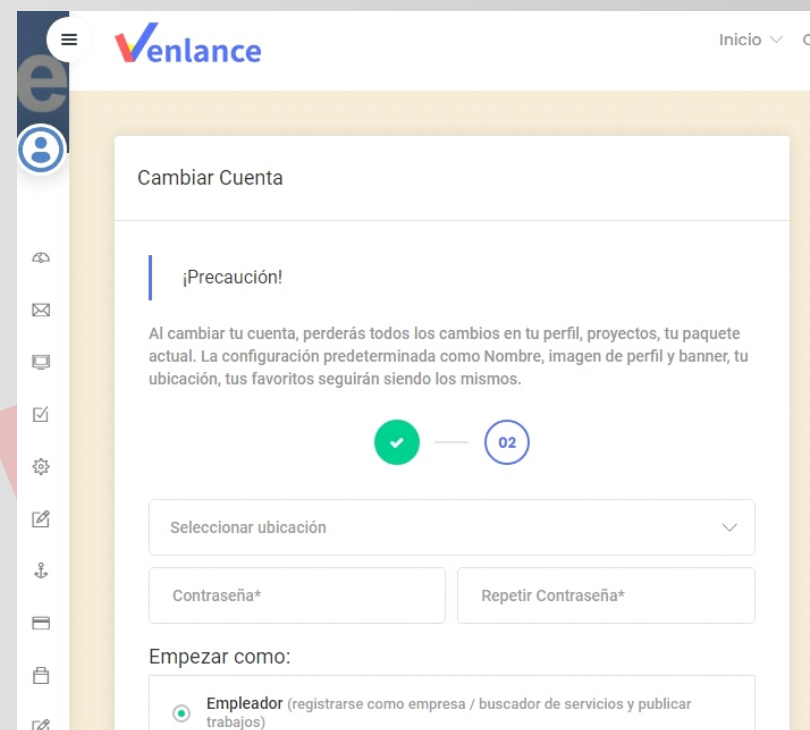 Venlance
Inicio
Cambiar Cuenta
¡Precaución!
Al cambiar tu cuenta, perderás todos los cambios en tu perfil, proyectos, tu paquete
actual. La configuración predeterminada como Nombre, imagen de perfil y banner, tu
ubicación, tus favoritos seguirán siendo los mismos.
02
Seleccionar ubicación
Contraseña* Repetir Contraseña*
Empezar como:
Empleador (registrarse como empresa / buscador de servicios y publicar
trabajos)